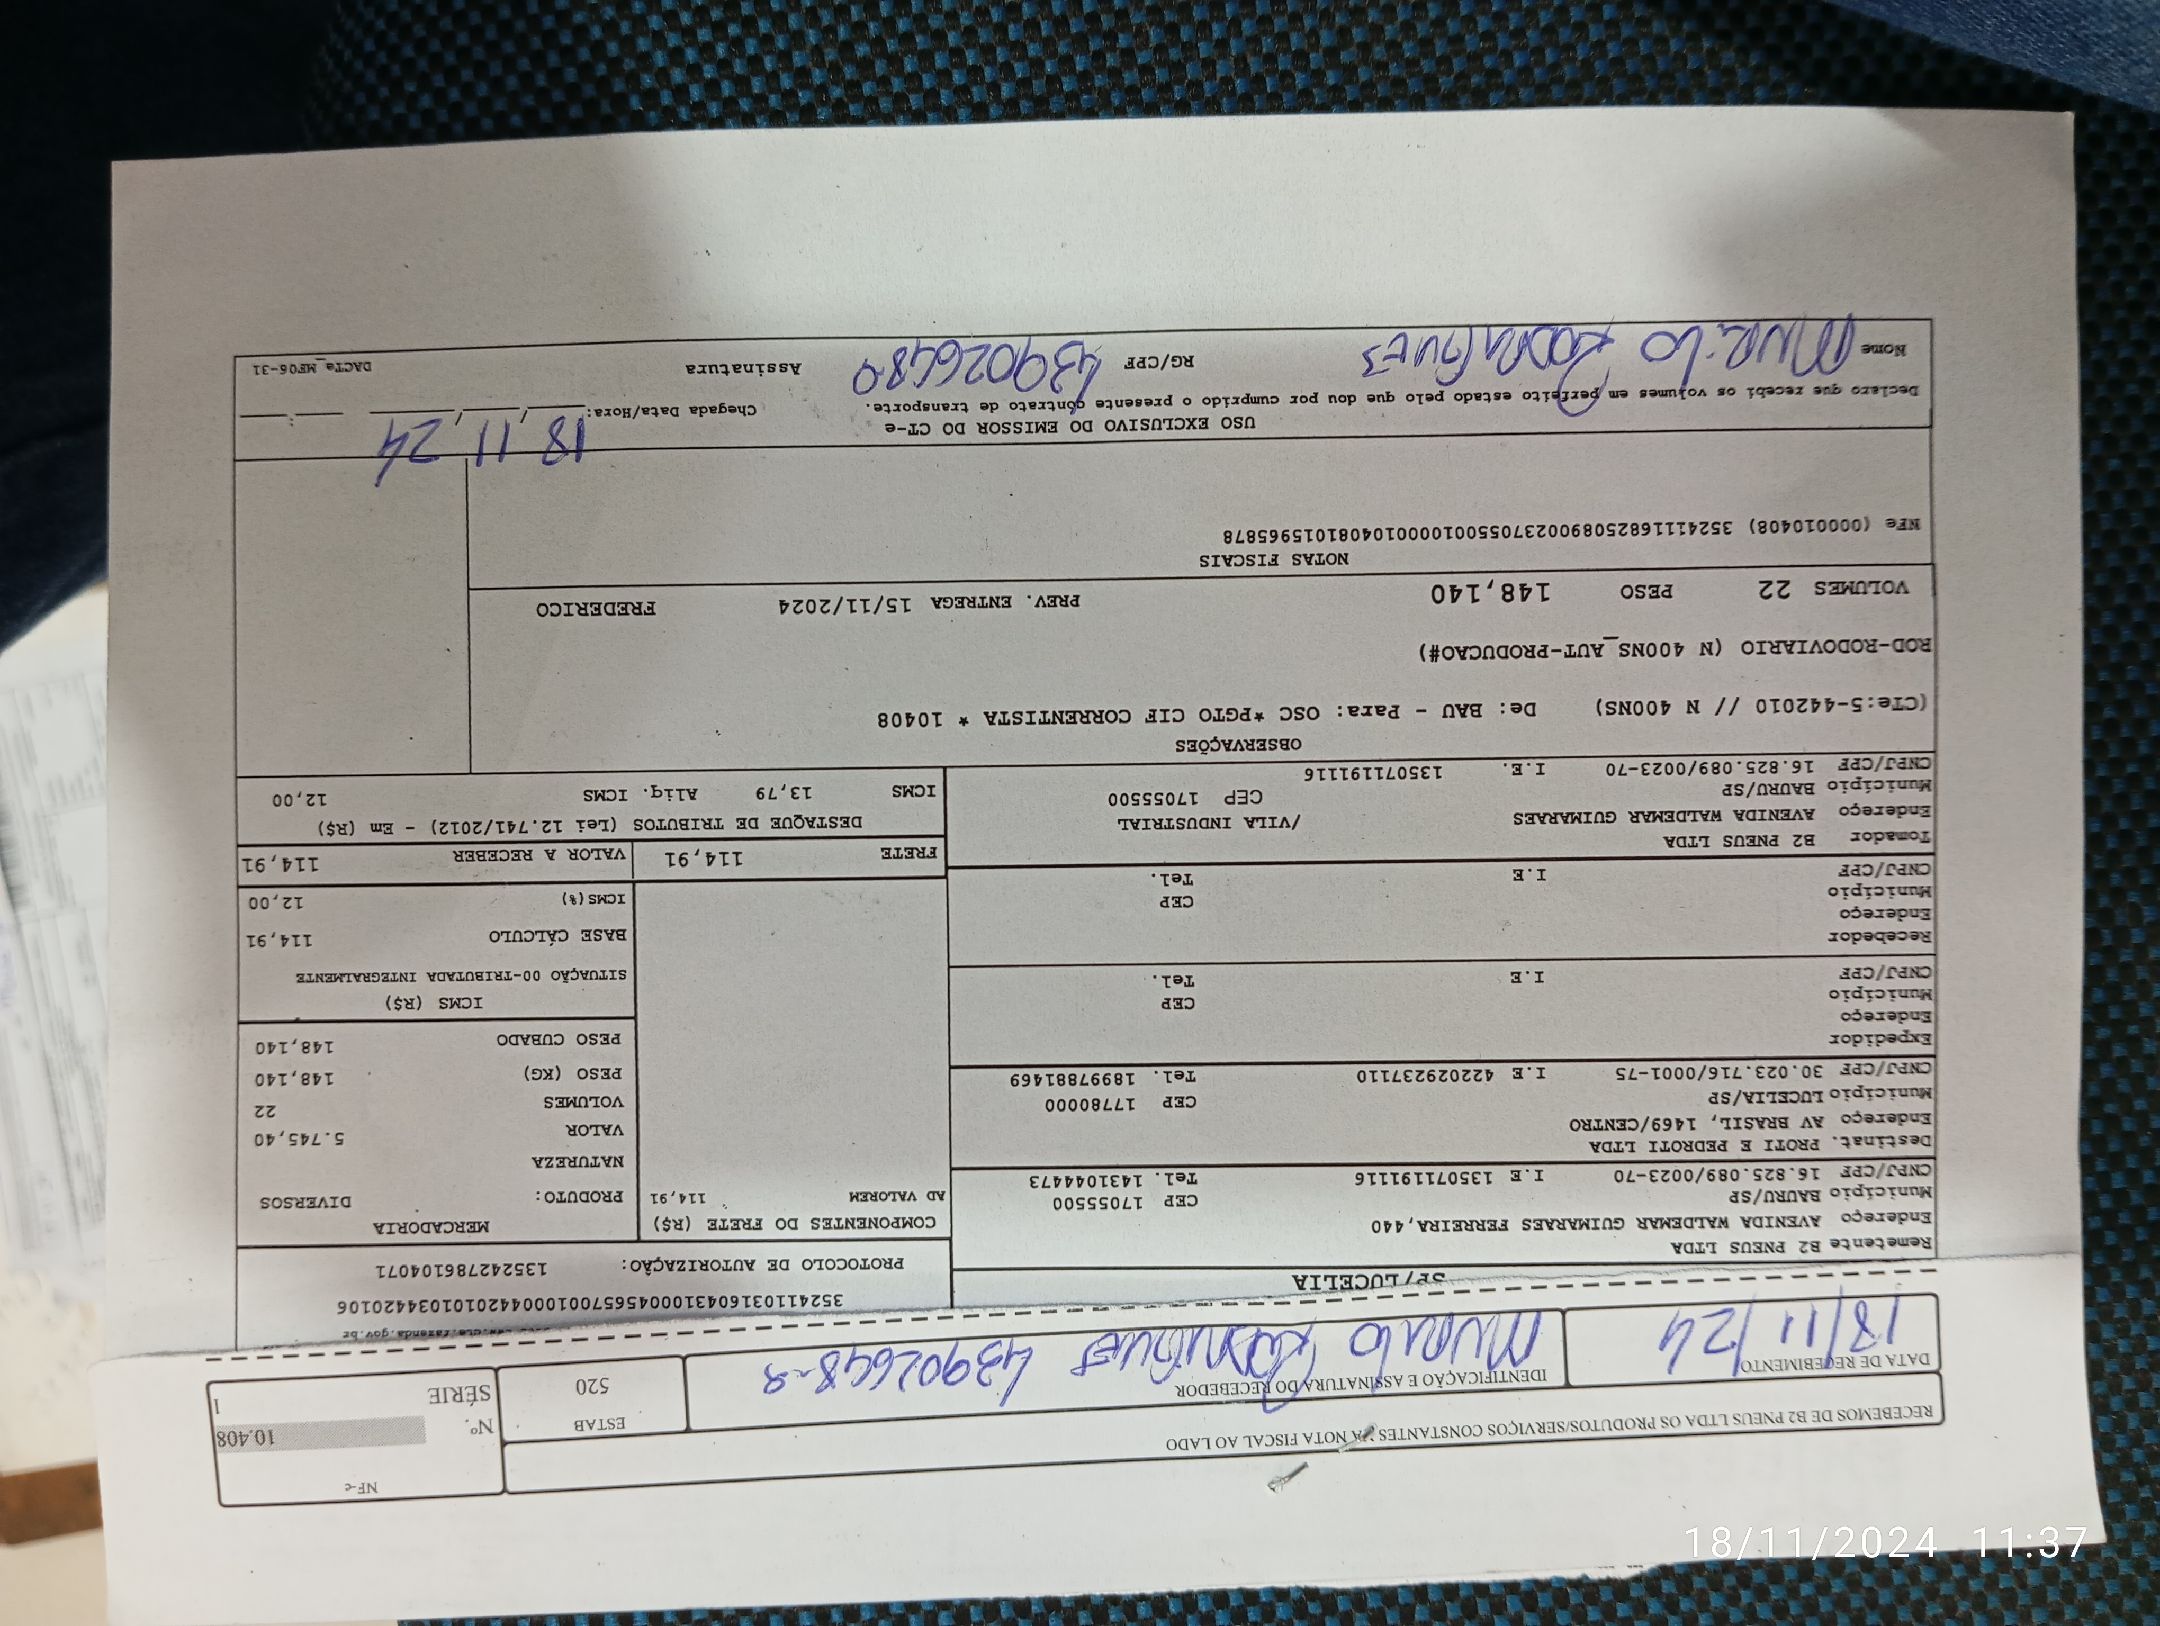 RECEBEMOS DE B2 PNEUS LTDA OS PRODUTOS/SERVIÇOS CONSTANTES NA NOTA FISCAL AO LADO
NF-e
Nº. 10.408
SÉRIE 1
DATA DE RECEBIMENTO
18/11/24
IDENTIFICAÇÃO E ASSINATURA DO RECEBEDOR
MURILO RODRIGUES
ESTAB
520
SP/LUCELIA
35241103160431000456570010004420101034420106
PROTOCOLO DE AUTORIZAÇÃO: 135242786104071
Remetente B2 PNEUS LTDA
Endereço AVENIDA WALDEMAR GUIMARAES FERREIRA,440
Município BAURU/SP CEP 17055500
CNPJ/CPF 16.825.089/0023-70 I.E 135071191116 Tel. 1431044473
Destinat. PROTI E PEDROTI LTDA
Endereço AV BRASIL, 1469/CENTRO
Município LUCELIA/SP CEP 17780000
CNPJ/CPF 30.023.716/0001-75 I.E 422029237110 Tel. 18997881469
Expedidor
Endereço
Município CEP
CNPJ/CPF I.E Tel.
Recebedor
Endereço
Município CEP
CNPJ/CPF I.E Tel.
Tomador B2 PNEUS LTDA
Endereço AVENIDA WALDEMAR GUIMARAES /VILA INDUSTRIAL
Município BAURU/SP CEP 17055500
CNPJ/CPF 16.825.089/0023-70 I.E. 135071191116
COMPONENTES DO FRETE (R$)
AD VALOREM 114,91
FRETE 114,91
MERCADORIA
PRODUTO: DIVERSOS
NATUREZA
VALOR 5.745,40
VOLUMES 22
PESO (KG) 148,140
PESO CUBADO 148,140
ICMS (R$)
SITUAÇÃO 00-TRIBUTADA INTEGRALMENTE
BASE CÁLCULO 114,91
ICMS(%) 12,00
VALOR A RECEBER 114,91
DESTAQUE DE TRIBUTOS (Lei 12.741/2012) - Em (R$)
ICMS 13,79 Aliq. ICMS 12,00
OBSERVAÇÕES
(CTe:5-442010 // N 400NS) De: BAU - Para: OSC *PGTO CIF CORRENTISTA * 10408
ROD-RODOVIARIO (N 400NS_AUT-PRODUCAO#)
VOLUMES 22 PESO 148,140 PREV. ENTREGA 15/11/2024 FREDERICO
NOTAS FISCAIS
NFe (000010408) 35241116825089002370550010000104081015965878
USO EXCLUSIVO DO EMISSOR DO CT-e
Declaro que recebi os volumes em perfeito estado pelo que dou por cumprido o presente contrato de transporte.
Chegada Data/Hora: 18, 11, 24
Nome MURILO RODRIGUES RG/CPF Assinatura
DACTe_MF06-31
18/11/2024 11:37